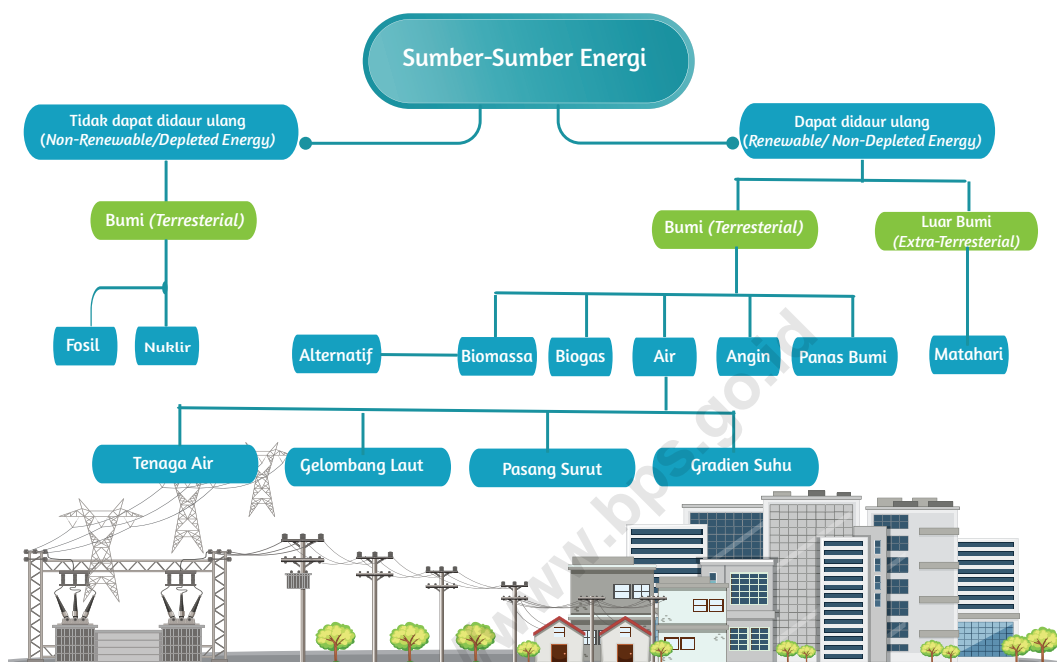 Sumber-Sumber Energi
Tidak dapat didaur ulang
(Non-Renewable/Depleted Energy)
Dapat didaur ulang
(Renewable/ Non-Depleted Energy)
Bumi (Terresterial)
Bumi (Terresterial)
Luar Bumi
(Extra-Terresterial)
Fosil
Nuklir
Alternatif
Biomassa
Biogas
Air
Angin
Panas Bumi
Matahari
Tenaga Air
Gelombang Laut
Pasang Surut
Gradien Suhu
www.bps.go.id